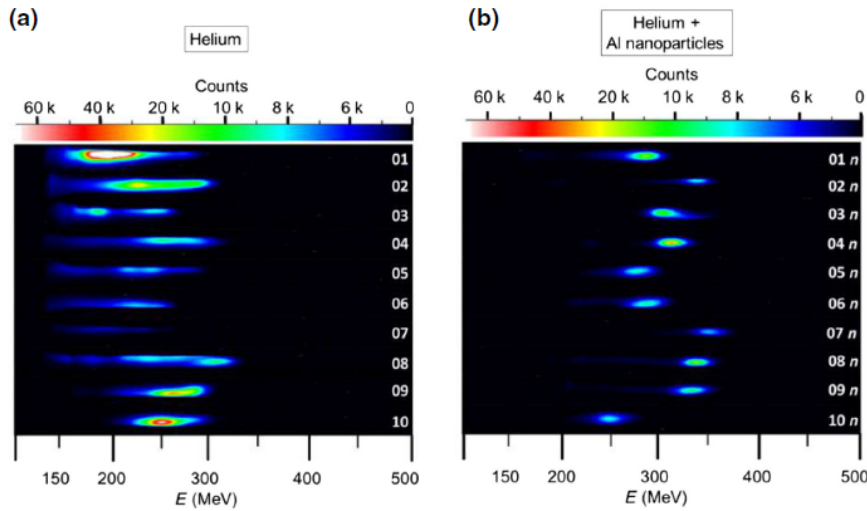 (a)
Helium
Counts
60 k 40 k 20 k 10 k 8 k 6 k 0
01
02
03
04
05
06
07
08
09
10
150 200 300 500
E (MeV)
(b)
Helium +
Al nanoparticles
Counts
60 k 40 k 20 k 10 k 8 k 6 k 0
01 n
02 n
03 n
04 n
05 n
06 n
07 n
08 n
09 n
10 n
150 200 300 400 500
E (MeV)